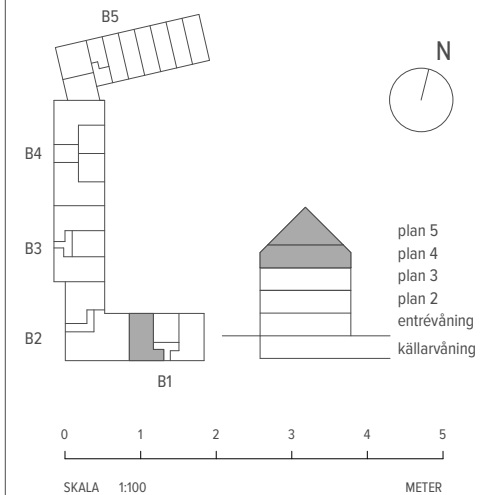 B5
N
B4
B3
B2
B1
plan 5
plan 4
plan 3
plan 2
entrévåning
källarvåning
0 1 2 3 4 5
SKALA 1:100 METER